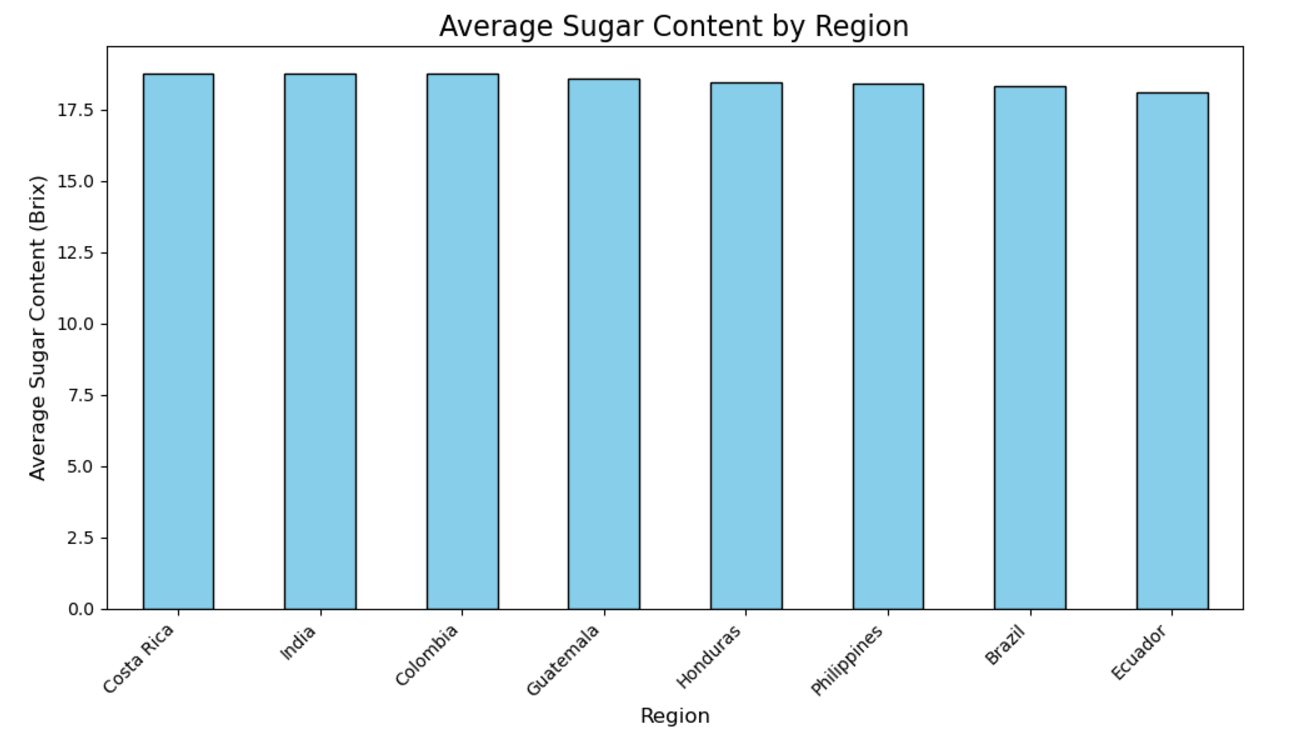 Average Sugar Content by Region
Average Sugar Content (Brix)
17.5
15.0
12.5
10.0
7.5
5.0
2.5
0.0
Costa Rica
India
Colombia
Guatemala
Honduras
Philippines
Brazil
Ecuador
Region